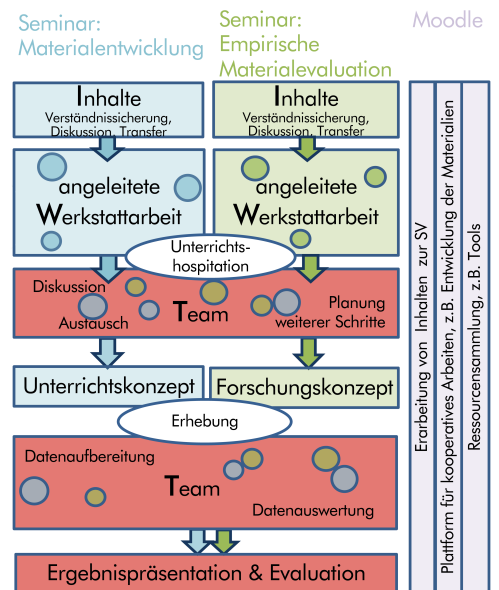 Seminar:
Materialentwicklung
Seminar:
Empirische
Materialevaluation
Moodle
Inhalte
Verständnissicherung,
Diskussion, Transfer
Inhalte
Verständnissicherung,
Diskussion, Transfer
angeleitete
Werkstattarbeit
angeleitete
Werkstattarbeit
Unterrichts-
hospitation
Diskussion
Austausch
Team
Planung
weiterer Schritte
Unterrichtskonzept
Forschungskonzept
Erhebung
Datenaufbereitung
Team
Datenauswertung
Ergebnispräsentation & Evaluation
Erarbeitung von Inhalten zur SV
Plattform für kooperatives Arbeiten, z.B. Entwicklung der Materialien
Ressourcensammlung, z.B. Tools